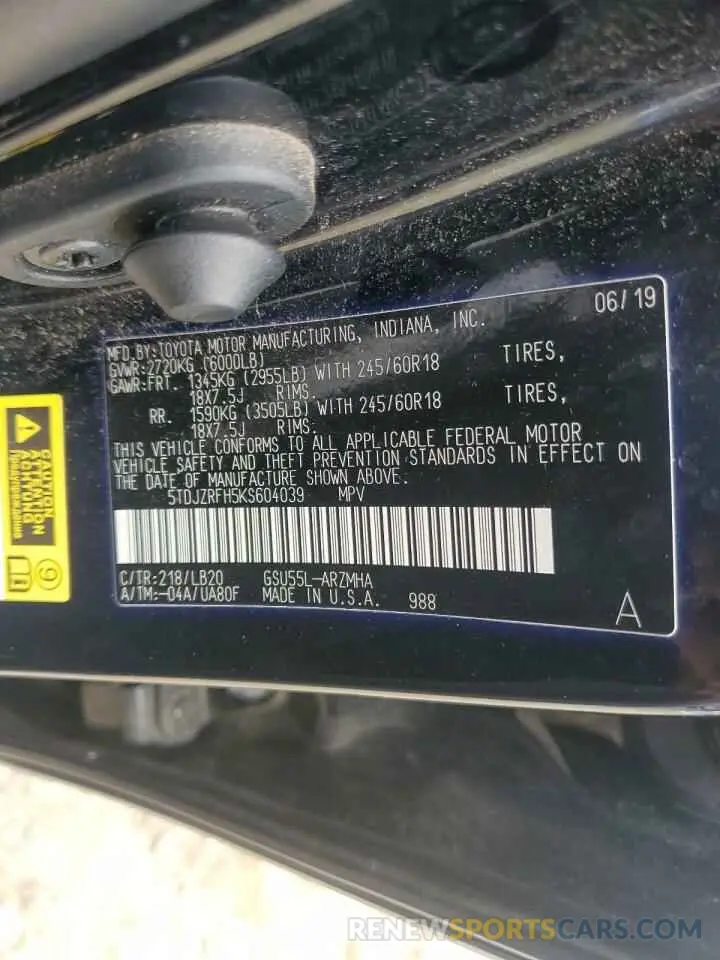 06/19
MFD.BY:TOYOTA MOTOR MANUFACTURING, INDIANA, INC.
GVWR:2720KG (6000LB)
GAWR:FRT. 1345KG (2955LB) WITH 245/60R18 TIRES,
18X7.5J RIMS.
RR. 1590KG (3505LB) WITH 245/60R18 TIRES,
18X7.5J RIMS.
THIS VEHICLE CONFORMS TO ALL APPLICABLE FEDERAL MOTOR
VEHICLE SAFETY AND THEFT PREVENTION STANDARDS IN EFFECT ON
THE DATE OF MANUFACTURE SHOWN ABOVE.
5TDJZRFH5KS604039 MPV
C/TR:218/LB20 GSU55L-ARZMHA
A/TM:-04A/UA80F MADE IN U.S.A. 988
A
CAUTION
ATTENTION
RENEWSPORTSCARS.COM